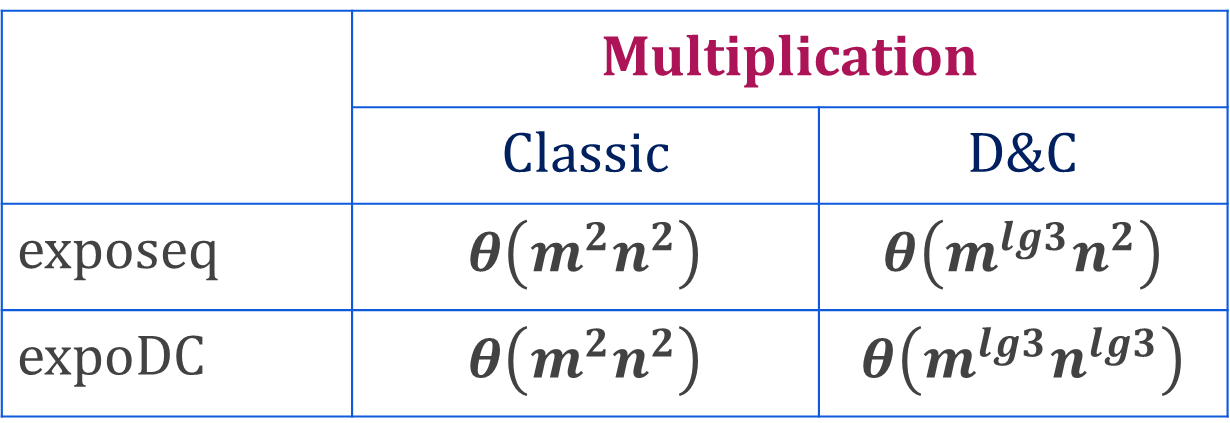 Multiplication
Classic D&C
exposeq θ(m²n²) θ(m^{lg3}n²)
expoDC θ(m²n²) θ(m^{lg3}n^{lg3})